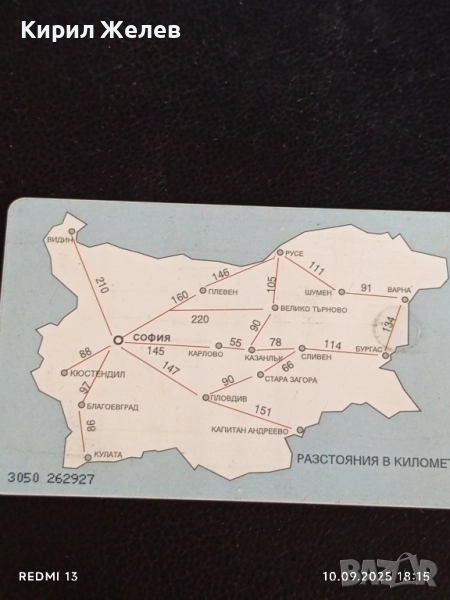 Кирил Желев
ВИДИН
РУСЕ
146
111
210
ПЛЕВЕН
105
ШУМЕН
91
ВАРНА
160
ВЕЛИКО ТЪРНОВО
220
134
90
СОФИЯ
145
55
78
114
БУРГАС
88
КАРЛОВО
КАЗАНЛЪК
СЛИВЕН
147
66
КЮСТЕНДИЛ
90
СТАРА ЗАГОРА
97
БЛАГОЕВГРАД
ПЛОВДИВ
151
86
КАПИТАН АНДРЕЕВО
КУЛАТА
РАЗСТОЯНИЯ В КИЛОМЕТ
3050 262927
BAZAR
REDMI 13
10.09.2025 18:15